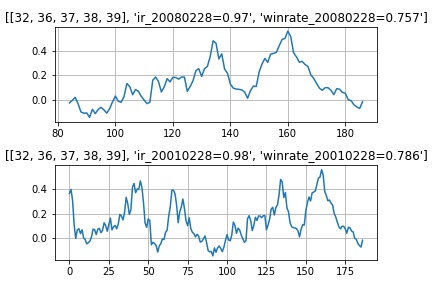 [[32, 36, 37, 38, 39], 'ir_20080228=0.97', 'winrate_20080228=0.757']
0.4
0.2
0.0
80 100 120 140 160 180
[[32, 36, 37, 38, 39], 'ir_20010228=0.98', 'winrate_20010228=0.786']
0.4
0.2
0.0
0 25 50 75 100 125 150 175